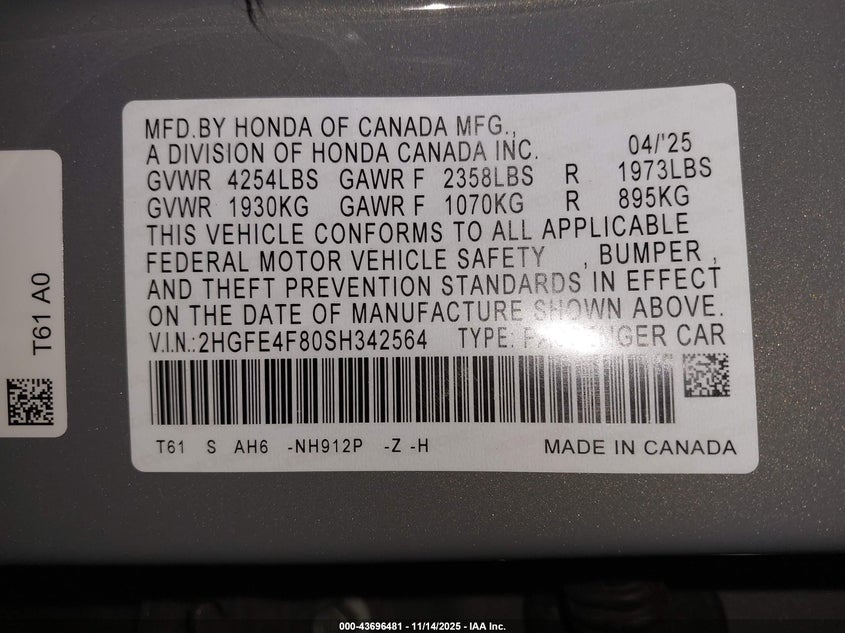 MFD.BY HONDA OF CANADA MFG.,
A DIVISION OF HONDA CANADA INC. 04/'25
GVWR 4254LBS GAWR F 2358LBS R 1973LBS
GVWR 1930KG GAWR F 1070KG R 895KG
THIS VEHICLE CONFORMS TO ALL APPLICABLE
FEDERAL MOTOR VEHICLE SAFETY , BUMPER ,
AND THEFT PREVENTION STANDARDS IN EFFECT
ON THE DATE OF MANUFACTURE SHOWN ABOVE.
V.I.N.: 2HGFE4F80SH342564 TYPE: PASSENGER CAR
T61 S AH6 -NH912P -Z -H MADE IN CANADA
T61 A0
000-43696481 - 11/14/2025 - IAA Inc.